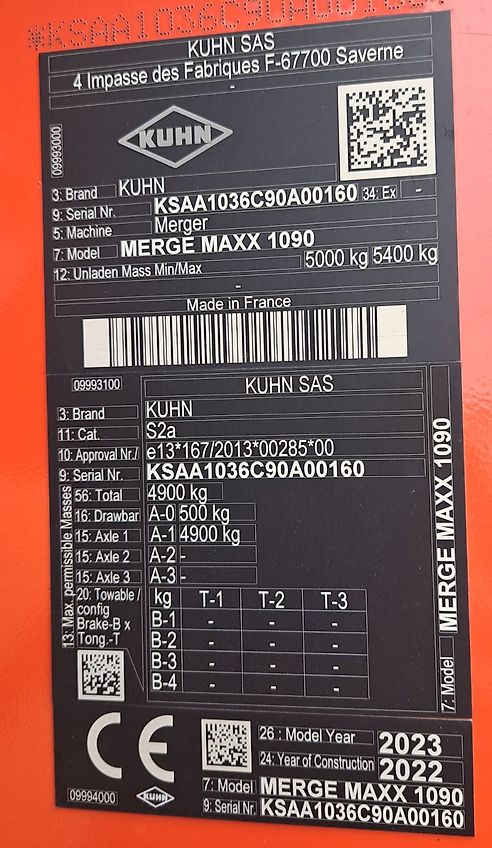 *KSAA1036C90A00160
KUHN SAS
4 Impasse des Fabriques F-67700 Saverne
-
09993000
KUHN
3: Brand KUHN
9: Serial Nr. KSAA1036C90A00160 34: Ex -
5: Machine Merger
7: Model MERGE MAXX 1090
12: Unladen Mass Min/Max 5000 kg 5400 kg
-
Made in France
09993100 KUHN SAS
3: Brand KUHN
11: Cat. S2a
10: Approval Nr./ e13*167/2013*00285*00
9: Serial Nr. KSAA1036C90A00160
13: Max. permissible Masses
56: Total 4900 kg
16: Drawbar A-0 500 kg
15: Axle 1 A-1 4900 kg
15: Axle 2 A-2 -
15: Axle 3 A-3 -
20: Towable / config Brake-B x Tong.-T
kg T-1 T-2 T-3
B-1 - - -
B-2 - - -
B-3 - - -
B-4 - - -
7: Model MERGE MAXX 1090
CE
09994000 KUHN
26 : Model Year 2023
24: Year of Construction 2022
7: Model MERGE MAXX 1090
9: Serial Nr. KSAA1036C90A00160